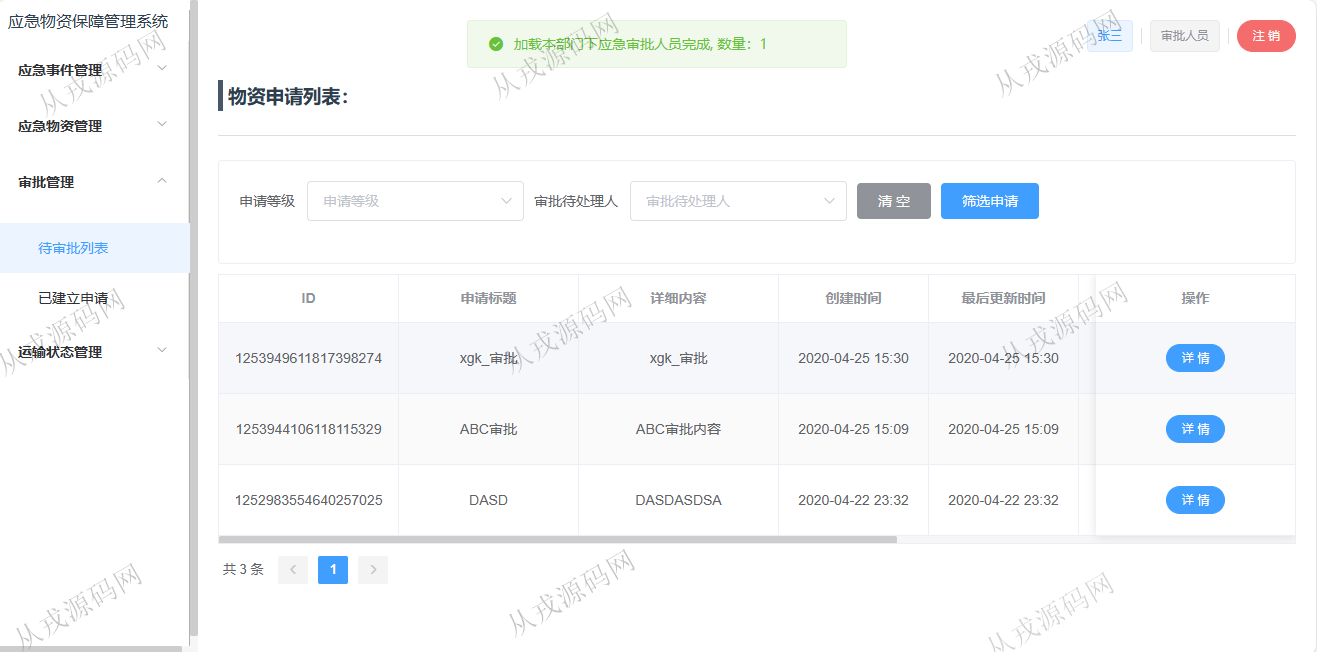 应急物资保障管理系统
加载本部门下应急审批人员完成, 数量：1
张三
审批人员
注 销
应急事件管理
应急物资管理
审批管理
待审批列表
已建立申请
运输状态管理
物资申请列表：
申请等级 申请等级 审批待处理人 审批待处理人 清 空 筛选申请
ID 申请标题 详细内容 创建时间 最后更新时间 操作
1253949611817398274 xgk_审批 xgk_审批 2020-04-25 15:30 2020-04-25 15:30 详 情
1253944106118115329 ABC审批 ABC审批内容 2020-04-25 15:09 2020-04-25 15:09 详 情
1252983554640257025 DASD DASDASDSA 2020-04-22 23:32 2020-04-22 23:32 详 情
共 3 条 1
从戎源码网
从戎源码网
从戎源码网
从戎源码网
从戎源码网
从戎源码网
从戎源码网
从戎源码网
从戎源码网